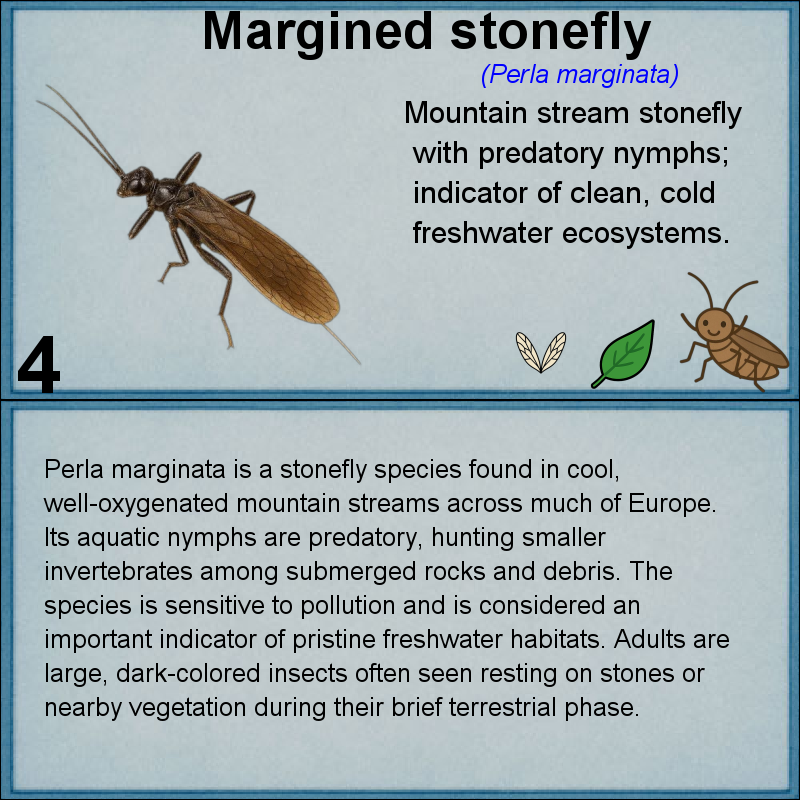 Margined stonefly
(Perla marginata)
Mountain stream stonefly
with predatory nymphs;
indicator of clean, cold
freshwater ecosystems.
4
Perla marginata is a stonefly species found in cool,
well-oxygenated mountain streams across much of Europe.
Its aquatic nymphs are predatory, hunting smaller
invertebrates among submerged rocks and debris. The
species is sensitive to pollution and is considered an
important indicator of pristine freshwater habitats. Adults are
large, dark-colored insects often seen resting on stones or
nearby vegetation during their brief terrestrial phase.